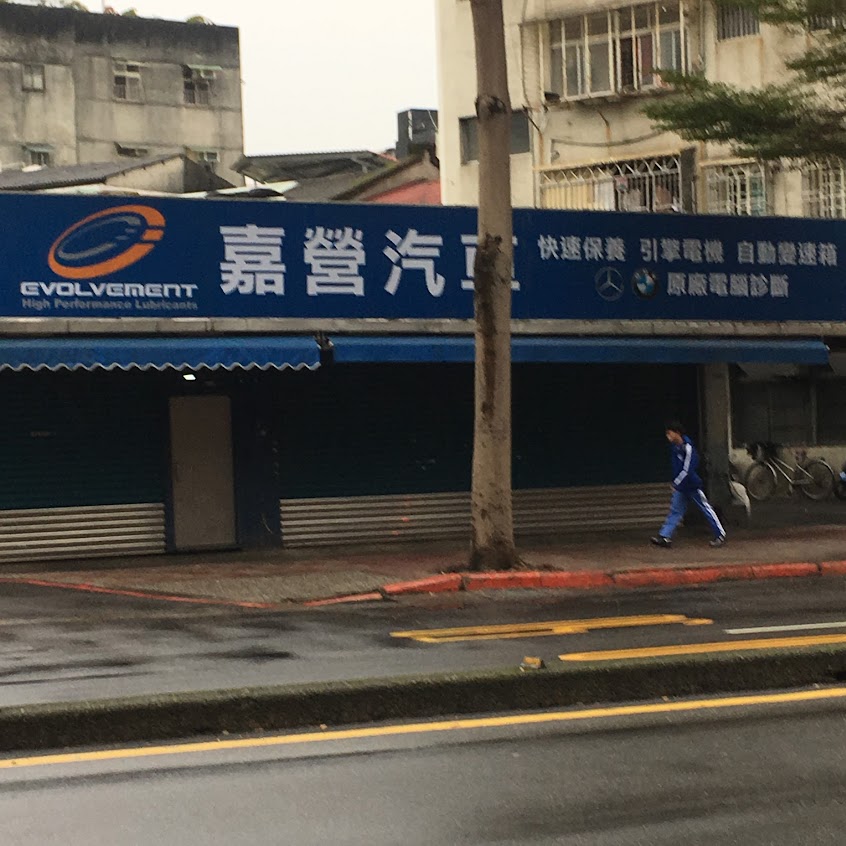 EVOLVEMENT
High Performance Lubricants
嘉營汽車
快速保養 引擎電機 自動變速箱
原廠電腦診斷